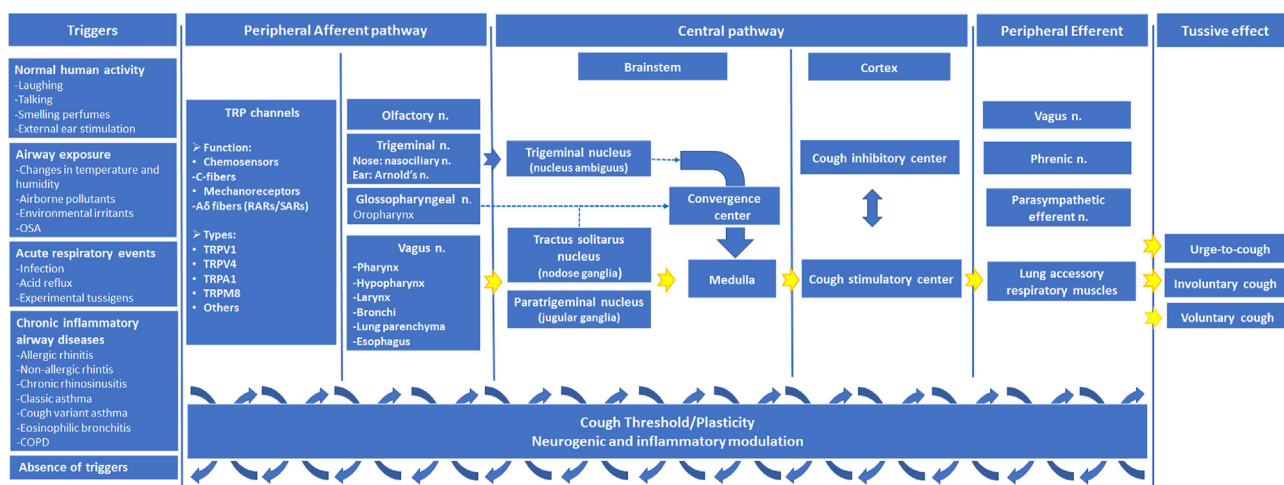 Triggers
Normal human activity
-Laughing
-Talking
-Smelling perfumes
-External ear stimulation
Airway exposure
-Changes in temperature and
humidity
-Airborne pollutants
-Environmental irritants
-OSA
Acute respiratory events
-Infection
-Acid reflux
-Experimental tussigens
Chronic inflammatory
airway diseases
-Allergic rhinitis
-Non-allergic rhintis
-Chronic rhinosinusitis
-Classic asthma
-Cough variant asthma
-Eosinophilic bronchitis
-COPD
Absence of triggers
Peripheral Afferent pathway
TRP channels
➢ Function:
• Chemosensors
-C-fibers
• Mechanoreceptors
-Aδ fibers (RARs/SARs)
➢ Types:
• TRPV1
• TRPV4
• TRPA1
• TRPM8
• Others
Olfactory n.
Trigeminal n.
Nose: nasociliary n.
Ear: Arnold's n.
Glossopharyngeal n.
Oropharynx
Vagus n.
-Pharynx
-Hypopharynx
-Larynx
-Bronchi
-Lung parenchyma
-Esophagus
Central pathway
Brainstem
Trigeminal nucleus
(nucleus ambiguus)
Convergence
center
Tractus solitarus
nucleus
(nodose ganglia)
Paratrigeminal nucleus
(jugular ganglia)
Medulla
Cortex
Cough inhibitory center
Cough stimulatory center
Peripheral Efferent
Vagus n.
Phrenic n.
Parasympathetic
efferent n.
Lung accessory
respiratory muscles
Tussive effect
Urge-to-cough
Involuntary cough
Voluntary cough
Cough Threshold/Plasticity
Neurogenic and inflammatory modulation